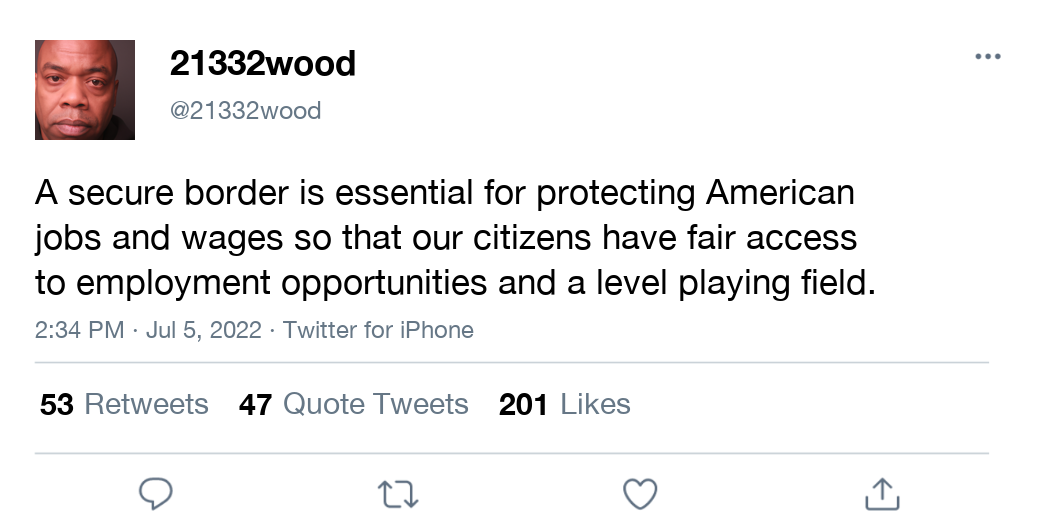 21332wood
@21332wood
A secure border is essential for protecting American
jobs and wages so that our citizens have fair access
to employment opportunities and a level playing field.
2:34 PM · Jul 5, 2022 · Twitter for iPhone
53 Retweets 47 Quote Tweets 201 Likes